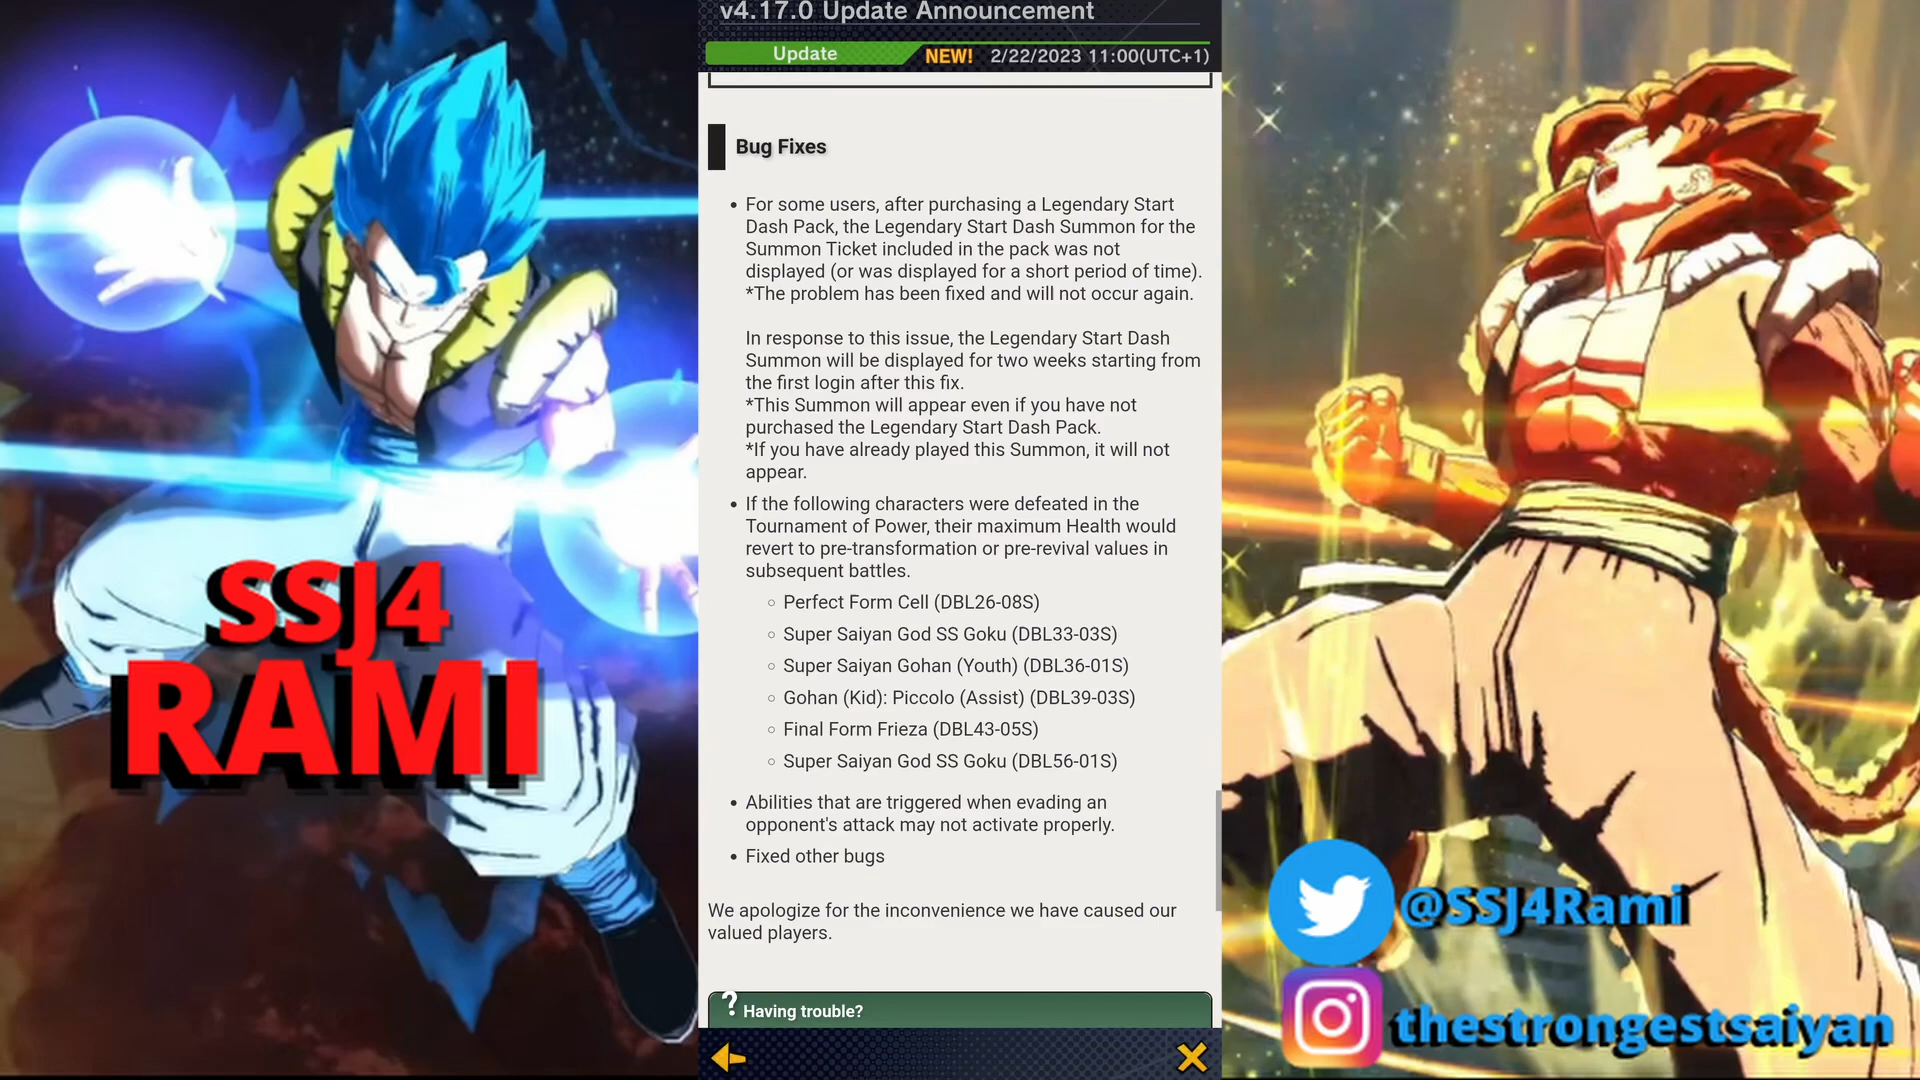 v4.17.0 Update Announcement
Update NEW! 2/22/2023 11:00(UTC+1)
Bug Fixes
• For some users, after purchasing a Legendary Start
Dash Pack, the Legendary Start Dash Summon for the
Summon Ticket included in the pack was not
displayed (or was displayed for a short period of time).
*The problem has been fixed and will not occur again.
In response to this issue, the Legendary Start Dash
Summon will be displayed for two weeks starting from
the first login after this fix.
*This Summon will appear even if you have not
purchased the Legendary Start Dash Pack.
*If you have already played this Summon, it will not
appear.
• If the following characters were defeated in the
Tournament of Power, their maximum Health would
revert to pre-transformation or pre-revival values in
subsequent battles.
◦ Perfect Form Cell (DBL26-08S)
◦ Super Saiyan God SS Goku (DBL33-03S)
◦ Super Saiyan Gohan (Youth) (DBL36-01S)
◦ Gohan (Kid): Piccolo (Assist) (DBL39-03S)
◦ Final Form Frieza (DBL43-05S)
◦ Super Saiyan God SS Goku (DBL56-01S)
• Abilities that are triggered when evading an
opponent's attack may not activate properly.
• Fixed other bugs
We apologize for the inconvenience we have caused our
valued players.
? Having trouble?
SSJ4
RAMI
@SSJ4Rami
thestrongestsaiyan